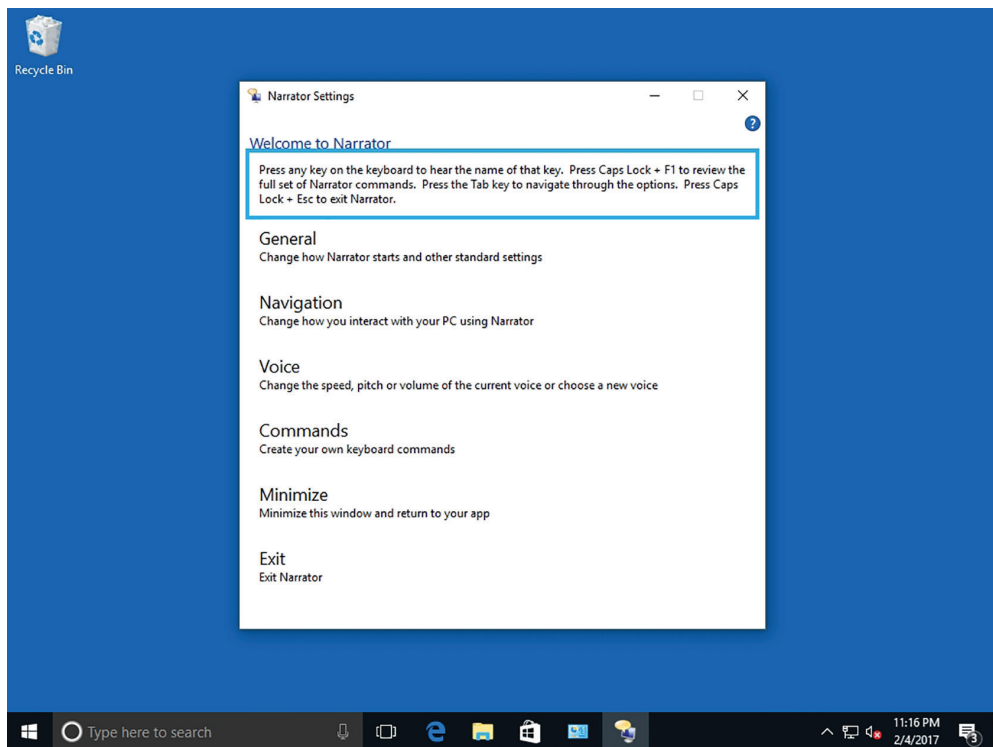 Recycle Bin
Narrator Settings
?
Welcome to Narrator
Press any key on the keyboard to hear the name of that key.  Press Caps Lock + F1 to review the
full set of Narrator commands.  Press the Tab key to navigate through the options.  Press Caps
Lock + Esc to exit Narrator.
General
Change how Narrator starts and other standard settings
Navigation
Change how you interact with your PC using Narrator
Voice
Change the speed, pitch or volume of the current voice or choose a new voice
Commands
Create your own keyboard commands
Minimize
Minimize this window and return to your app
Exit
Exit Narrator
Type here to search
11:16 PM
2/4/2017
3